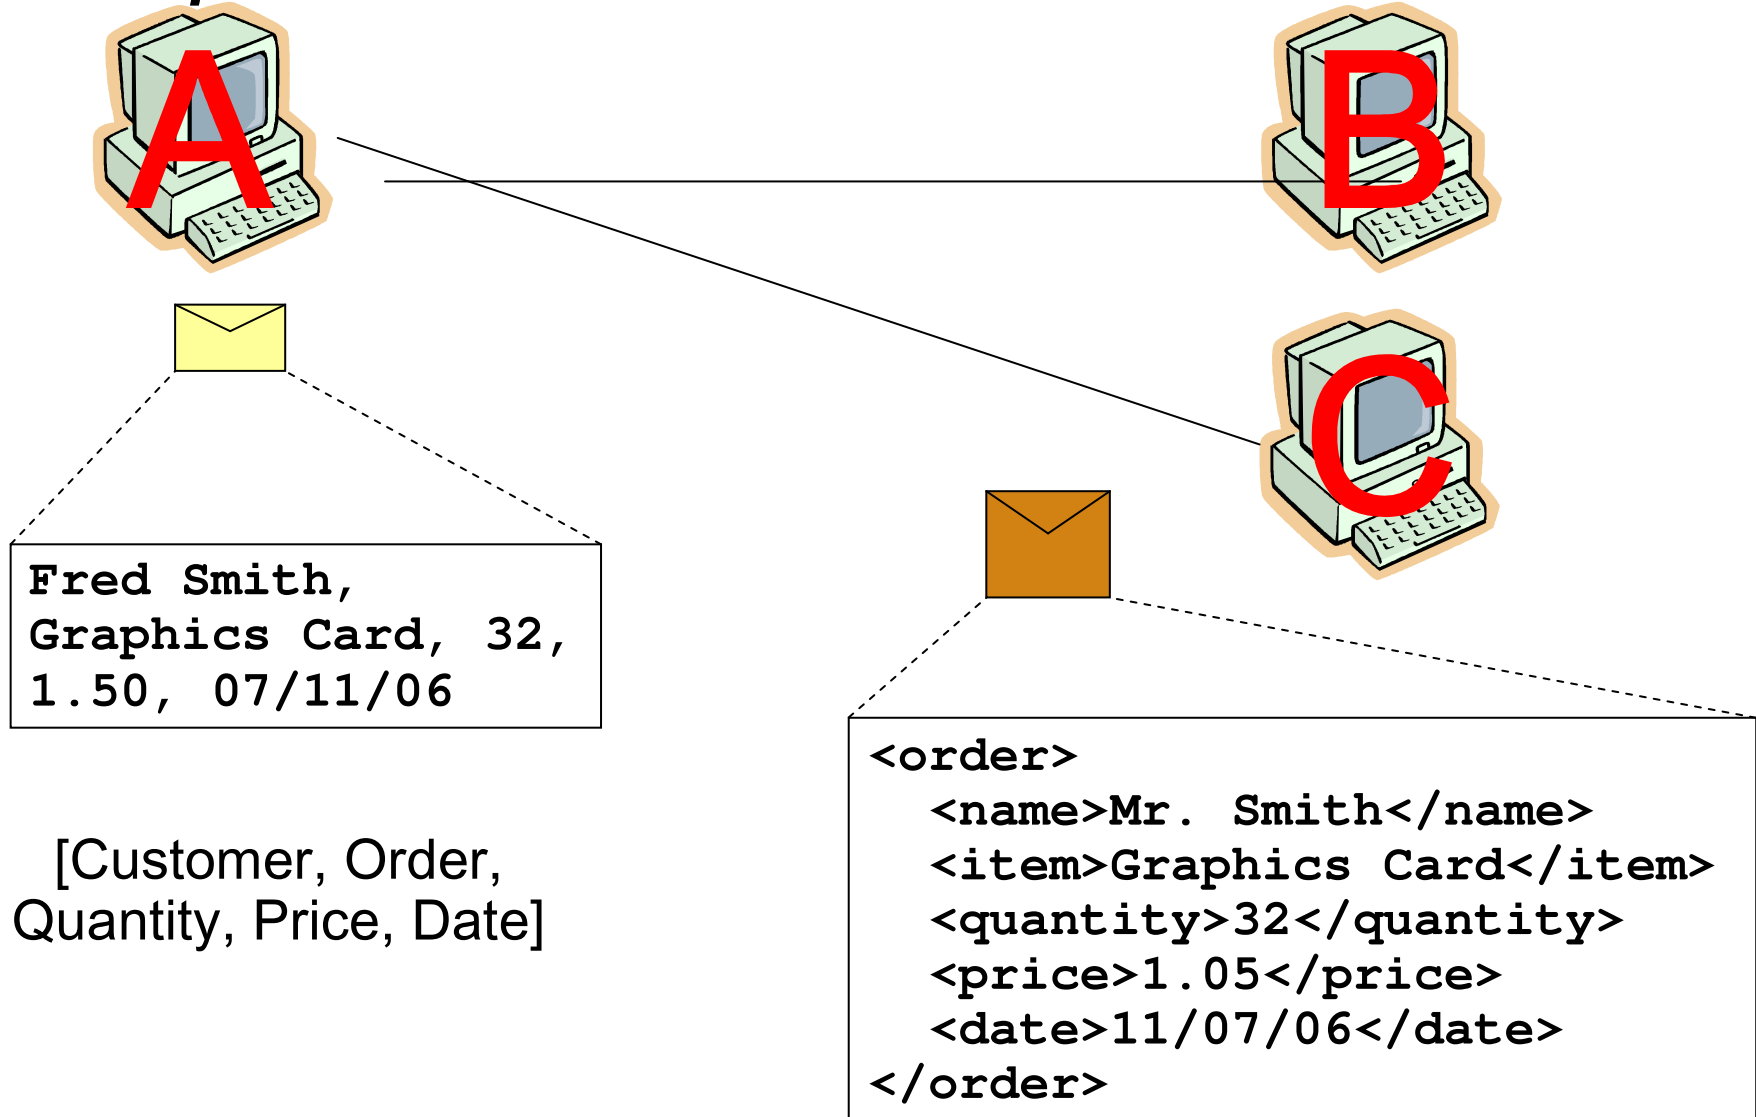 A
B
C
Fred Smith,
Graphics Card, 32,
1.50, 07/11/06
[Customer, Order,
Quantity, Price, Date]
<order>
<name>Mr. Smith</name>
<item>Graphics Card</item>
<quantity>32</quantity>
<price>1.05</price>
<date>11/07/06</date>
</order>